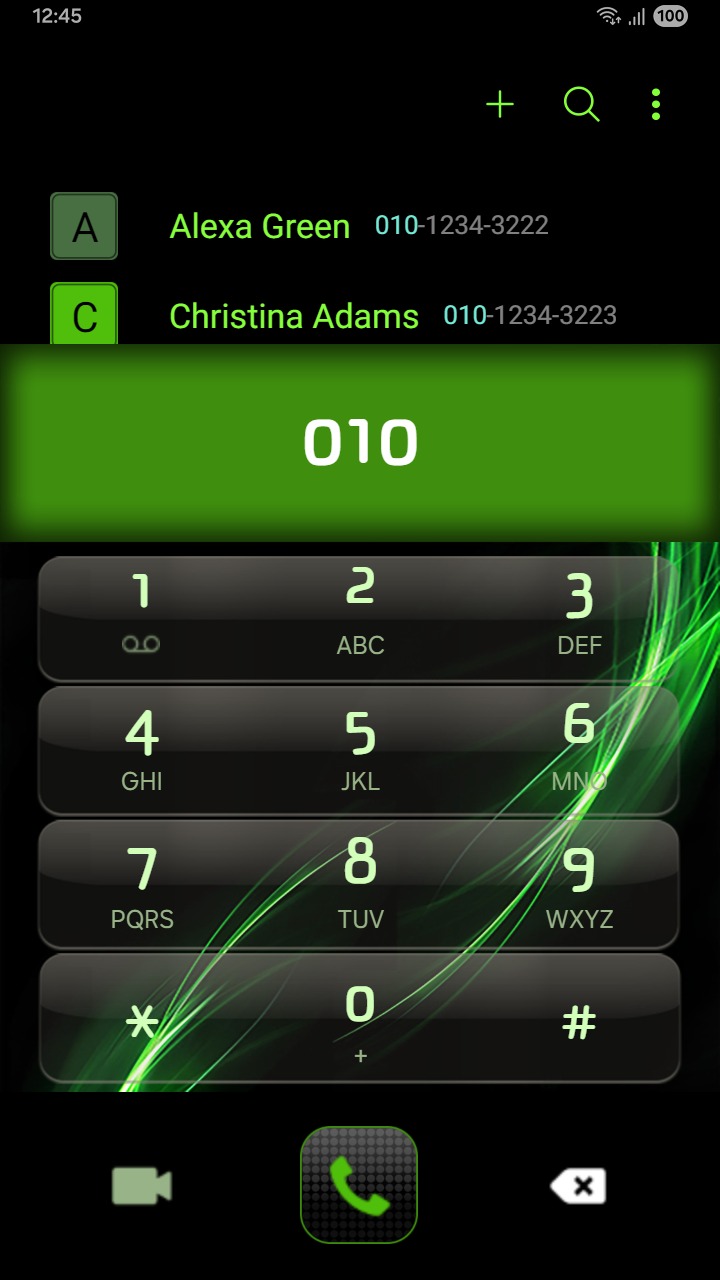 12:45 100
A Alexa Green 010-1234-3222
C Christina Adams 010-1234-3223
010
1 2 3
ABC DEF
4 5 6
GHI JKL MNO
7 8 9
PQRS TUV WXYZ
* 0 #
+